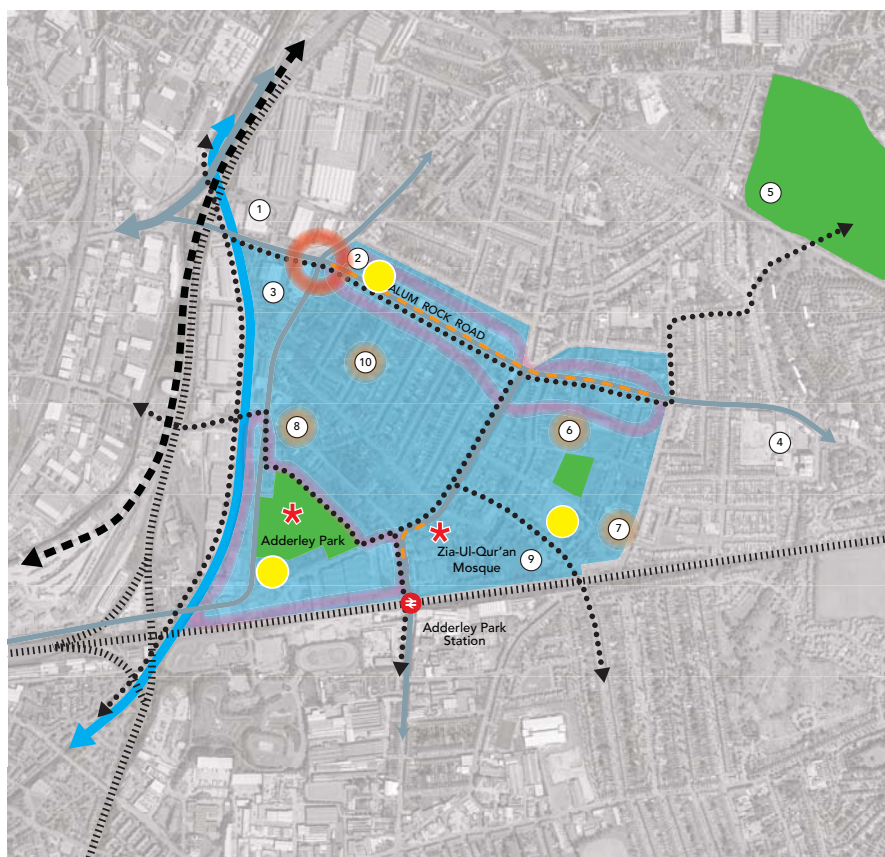 5
1
2
3
ALUM ROCK ROAD
10
8
6
4
7
Adderley Park
Zia-Ul-Qur'an
Mosque
9
Adderley Park
Station